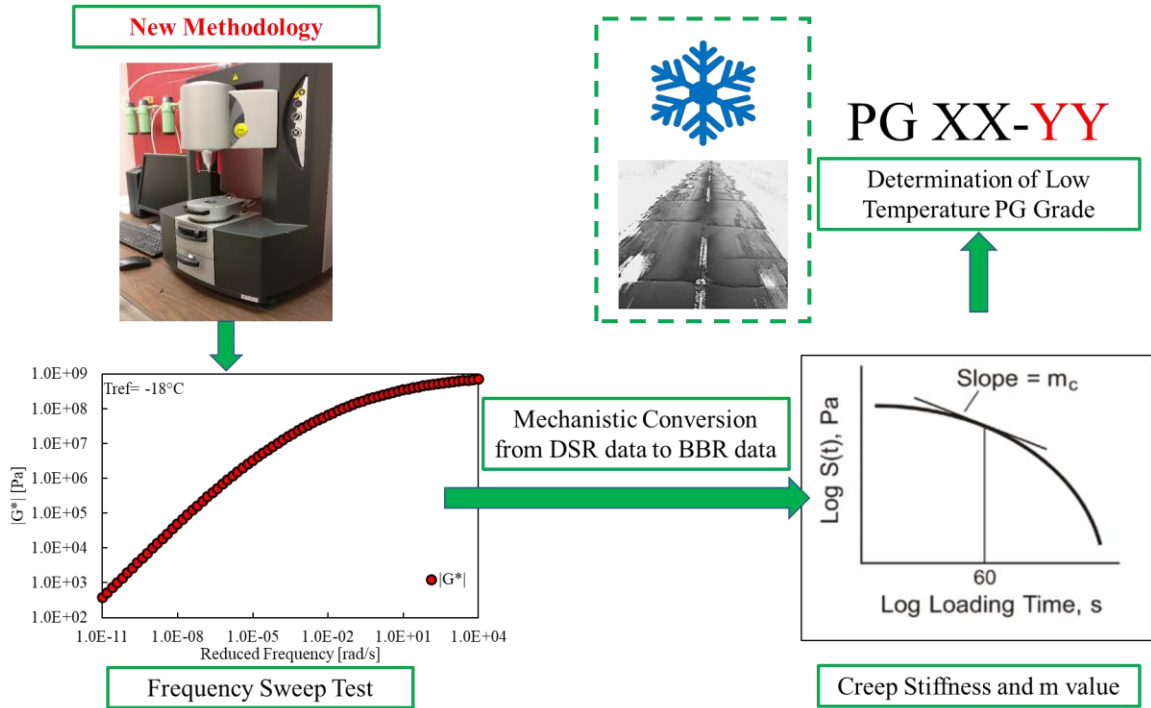 New Methodology
PG XX-YY
Determination of Low
Temperature PG Grade
1.0E+09
1.0E+08
1.0E+07
1.0E+06
1.0E+05
1.0E+04
1.0E+03
1.0E+02
|G*| [Pa]
Tref= -18°C
|G*|
1.0E-11 1.0E-08 1.0E-05 1.0E-02 1.0E+01 1.0E+04
Reduced Frequency [rad/s]
Frequency Sweep Test
Mechanistic Conversion
from DSR data to BBR data
Log S(t), Pa
Slope = mc
60
Log Loading Time, s
Creep Stiffness and m value